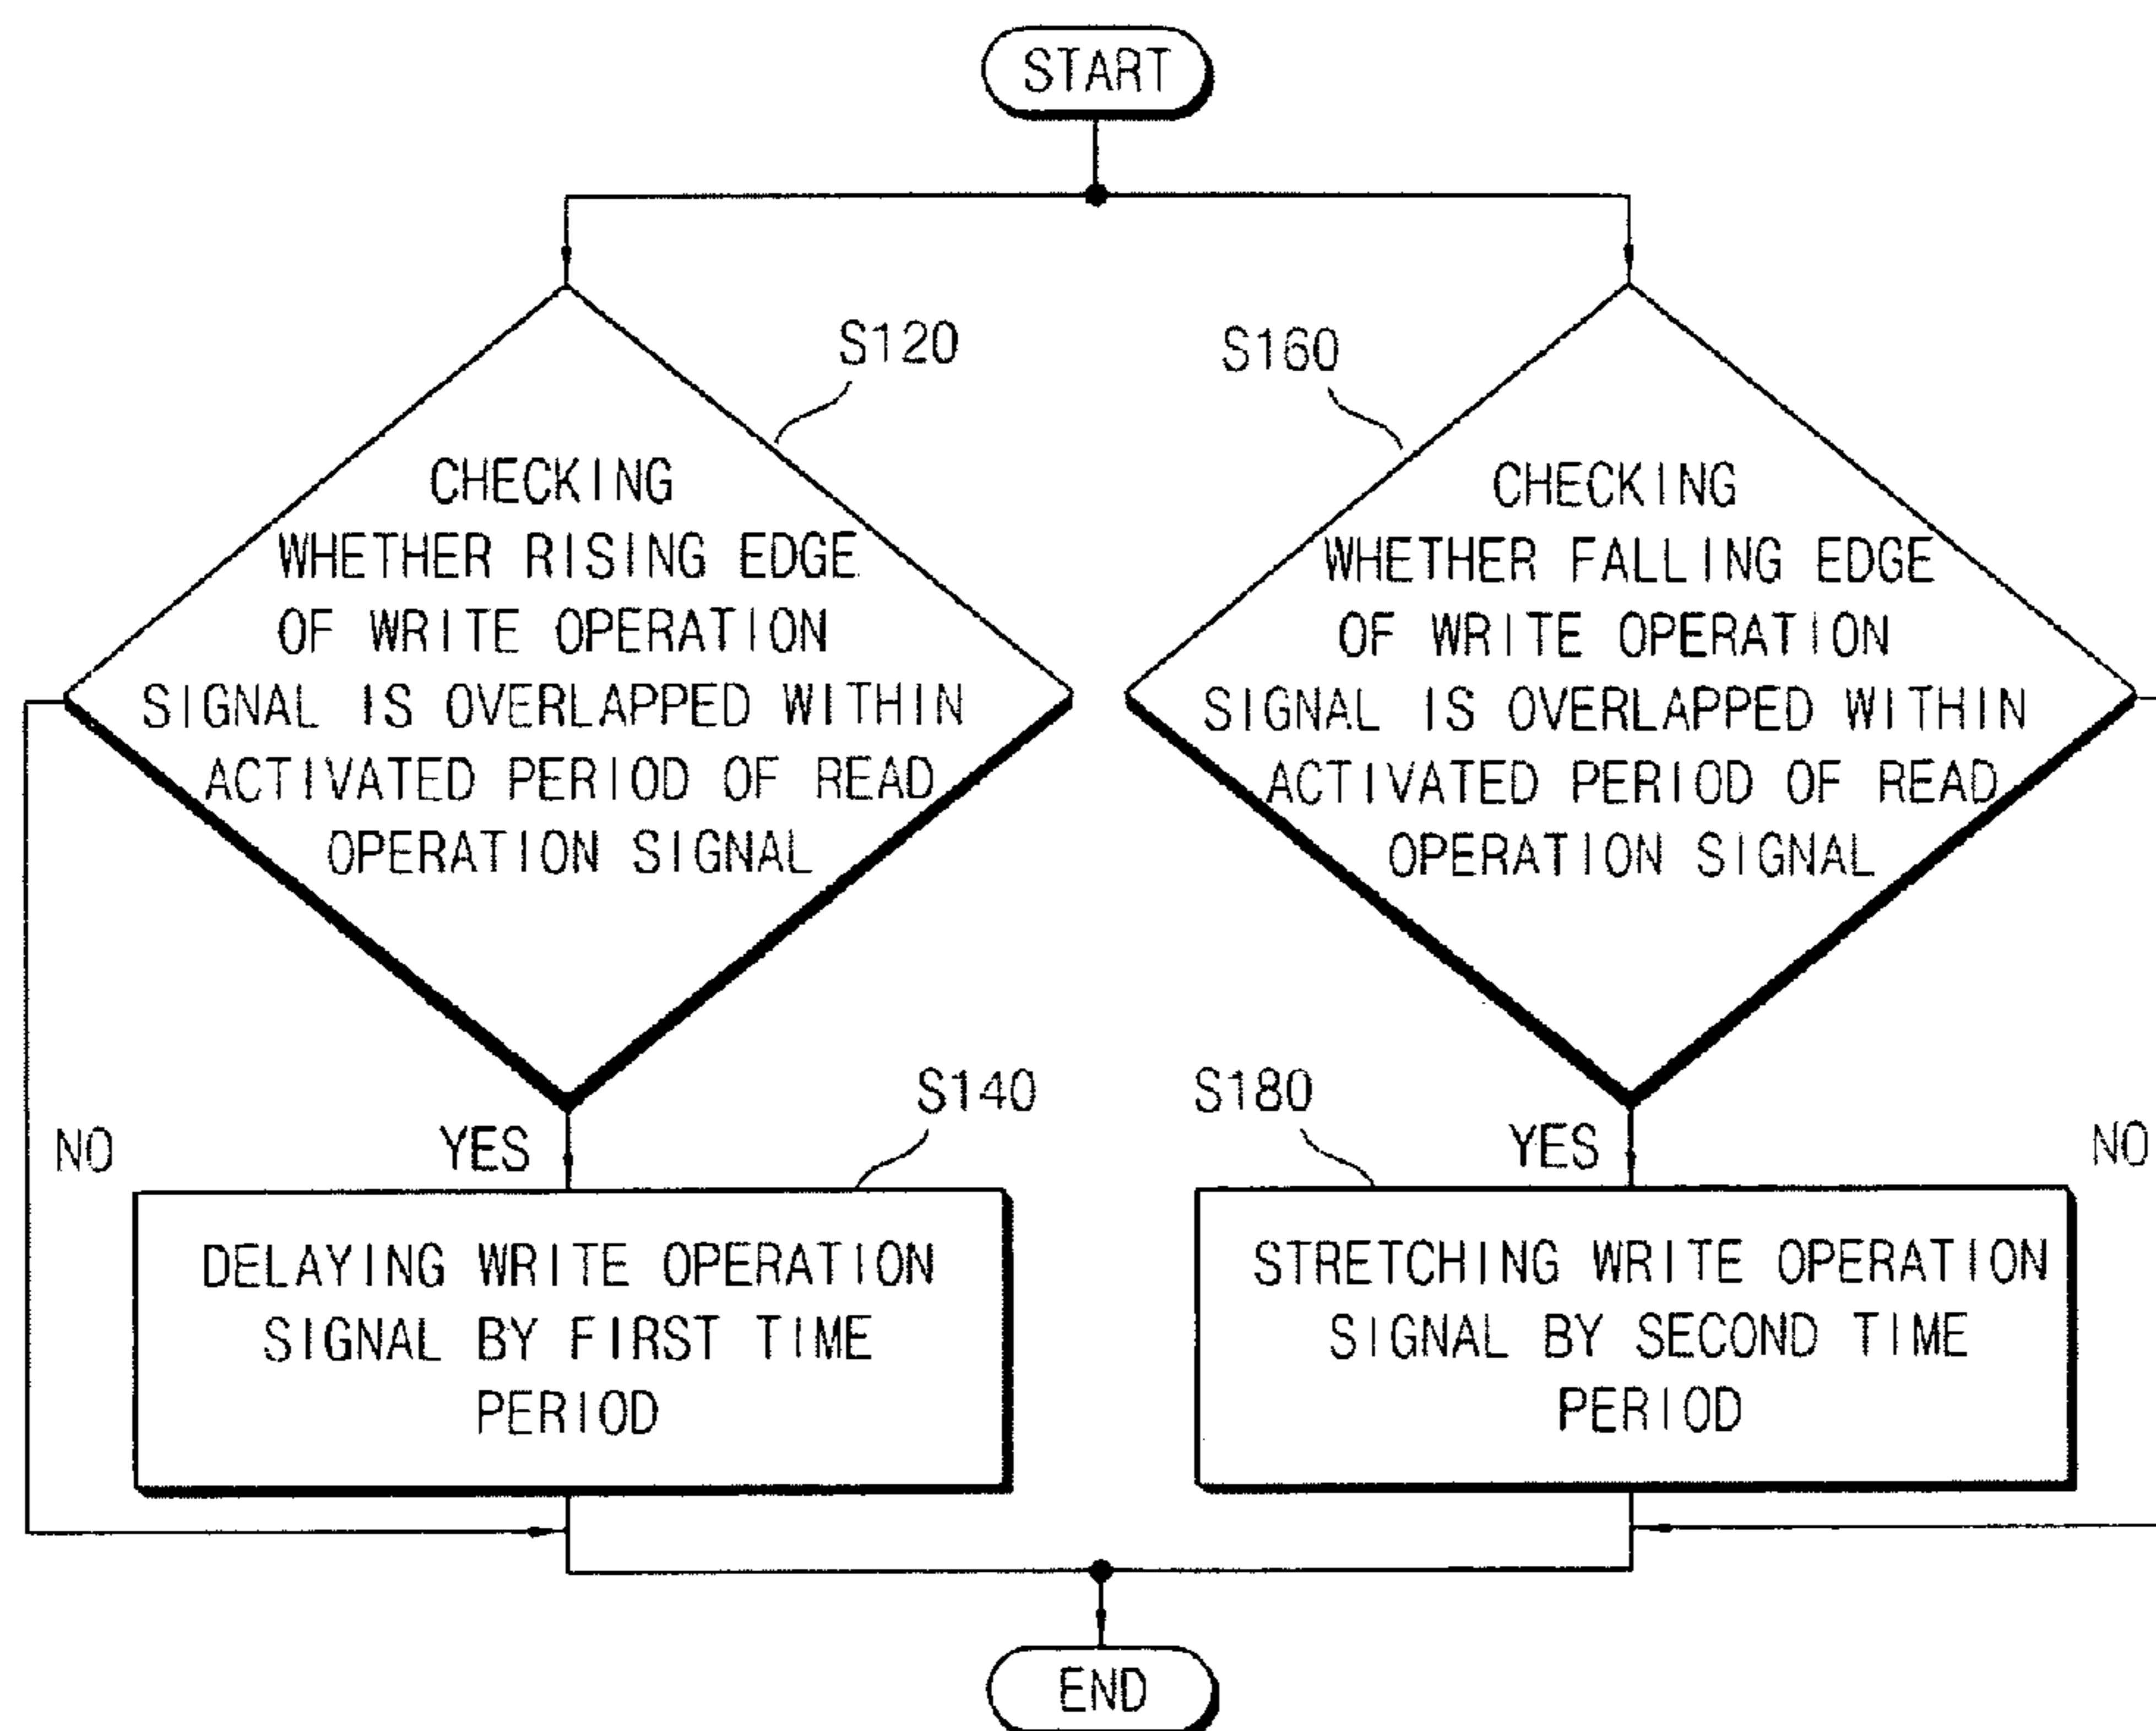 START
S120
CHECKING
WHETHER RISING EDGE
OF WRITE OPERATION
SIGNAL IS OVERLAPPED WITHIN
ACTIVATED PERIOD OF READ
OPERATION SIGNAL
S160
CHECKING
WHETHER FALLING EDGE
OF WRITE OPERATION
SIGNAL IS OVERLAPPED WITHIN
ACTIVATED PERIOD OF READ
OPERATION SIGNAL
NO
YES
S140
DELAYING WRITE OPERATION
SIGNAL BY FIRST TIME
PERIOD
S180
YES
NO
STRETCHING WRITE OPERATION
SIGNAL BY SECOND TIME
PERIOD
END